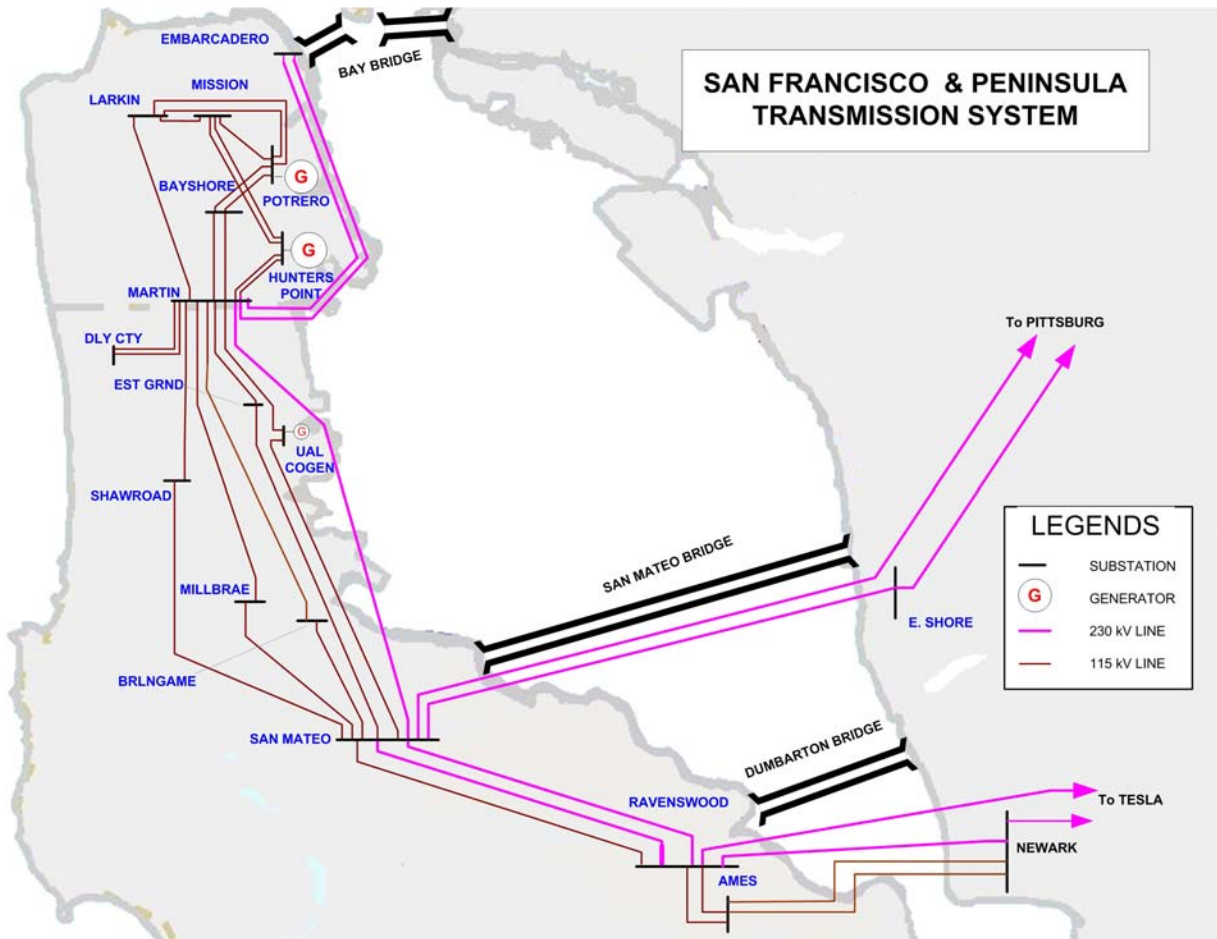 EMBARCADERO
BAY BRIDGE
SAN FRANCISCO & PENINSULA
TRANSMISSION SYSTEM
MISSION
LARKIN
BAYSHORE
G
POTRERO
G
HUNTERS
POINT
MARTIN
DLY CTY
To PITTSBURG
EST GRND
G
UAL
COGEN
SHAWROAD
LEGENDS
SUBSTATION
G
GENERATOR
230 kV LINE
115 kV LINE
SAN MATEO BRIDGE
MILLBRAE
E. SHORE
BRLNGAME
SAN MATEO
DUMBARTON BRIDGE
RAVENSWOOD
To TESLA
NEWARK
AMES